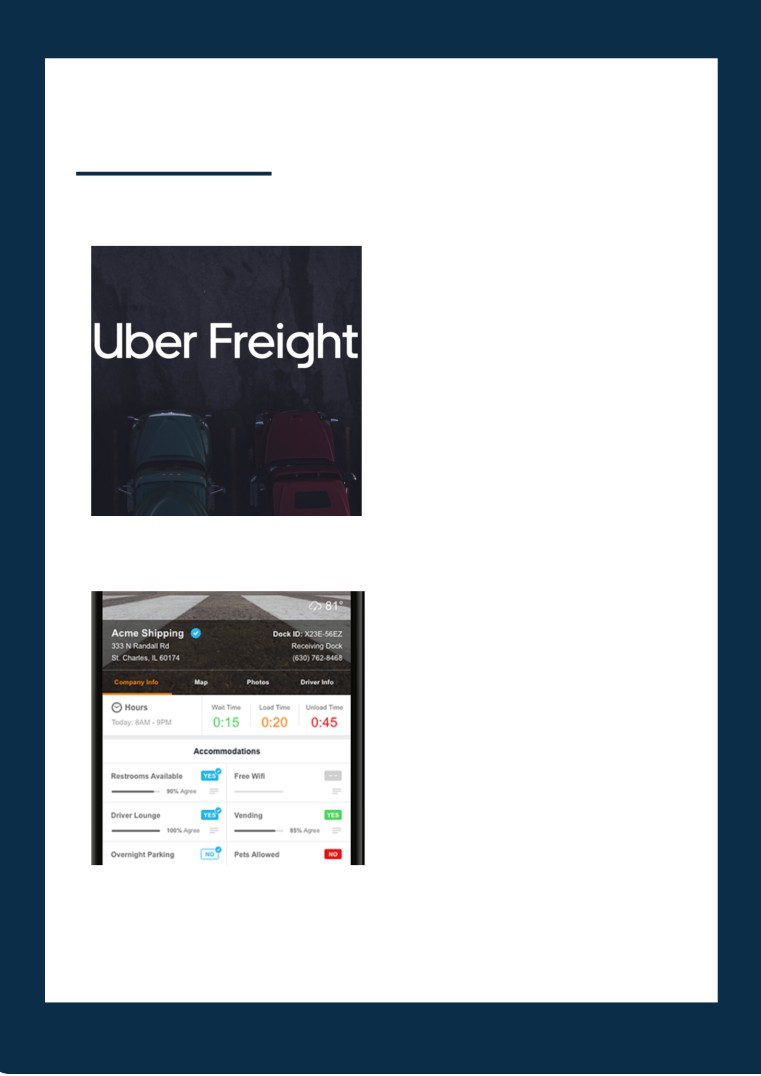 Uber Freight
81°
Acme Shipping
Dock ID: X23E-56EZ
333 N Randall Rd
Receiving Dock
St. Charles, IL 60174
(630) 762-8468
Company Info
Map
Photos
Driver Info
Hours
Wait Time
Load Time
Unload Time
Today: 8AM - 9PM
0:15
0:20
0:45
Accommodations
Restrooms Available
YES
Free Wifi
--
90% Agree
Driver Lounge
YES
Vending
YES
100% Agree
85% Agree
Overnight Parking
NO
Pets Allowed
NO